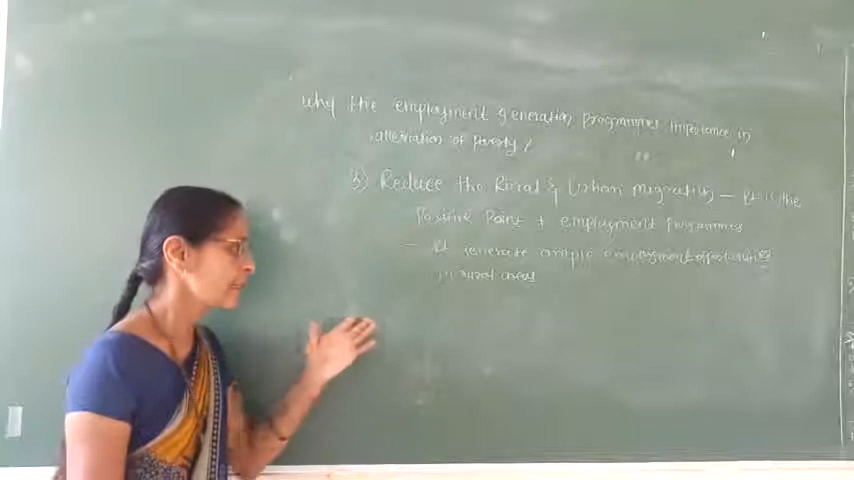 why the employment generation programmes importance in
alleviation of poverty?
3) Reduce the Rural & Urban migration — It is the
Positive Point & employment programmes
— It generate ample employment opportunities
in rural areas